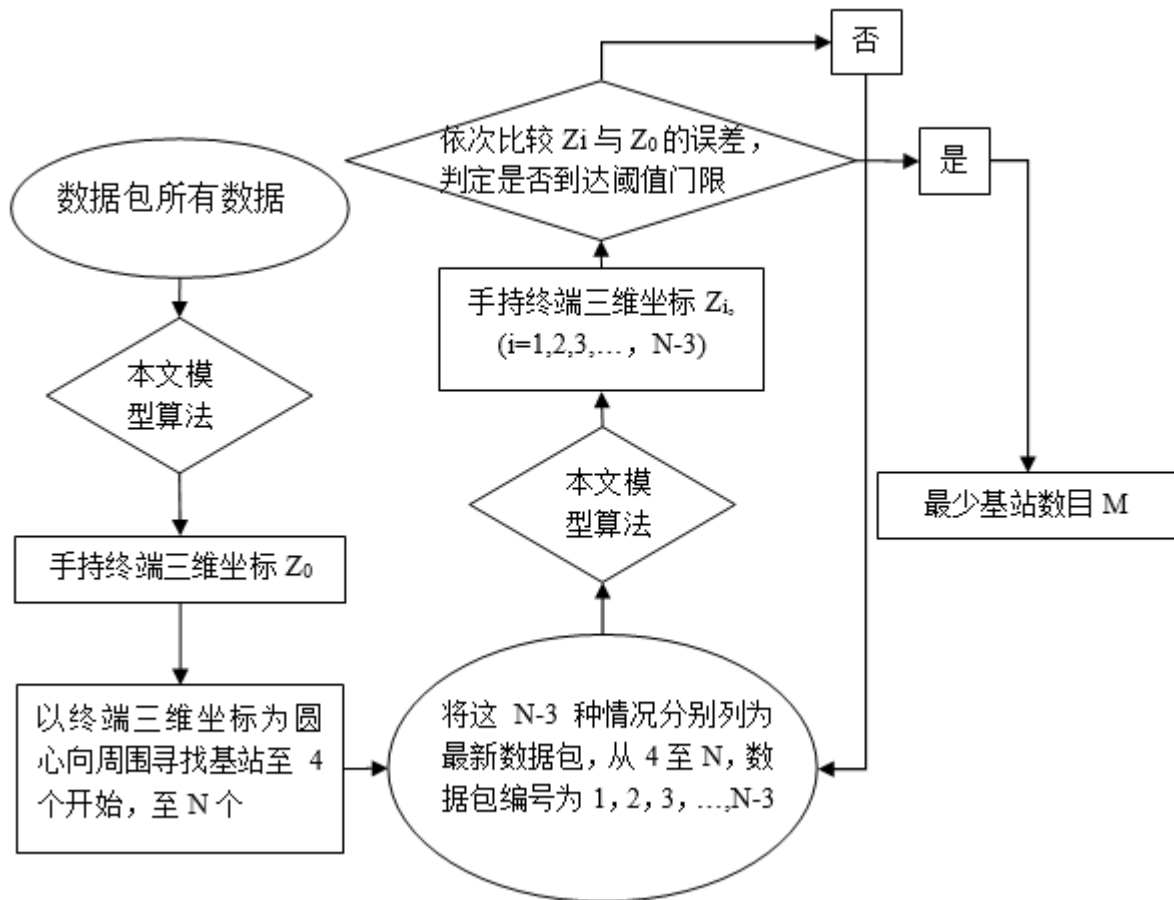 数据包所有数据
本文模
型算法
手持终端三维坐标 Z₀
以终端三维坐标为圆
心向周围寻找基站至 4
个开始，至 N 个
将这 N-3 种情况分别列为
最新数据包，从 4 至 N，数
据包编号为 1，2，3，…,N-3
本文模
型算法
手持终端三维坐标 Zi。
(i=1,2,3,…，N-3)
依次比较 Zi 与 Z₀ 的误差，
判定是否到达阈值门限
否
是
最少基站数目 M